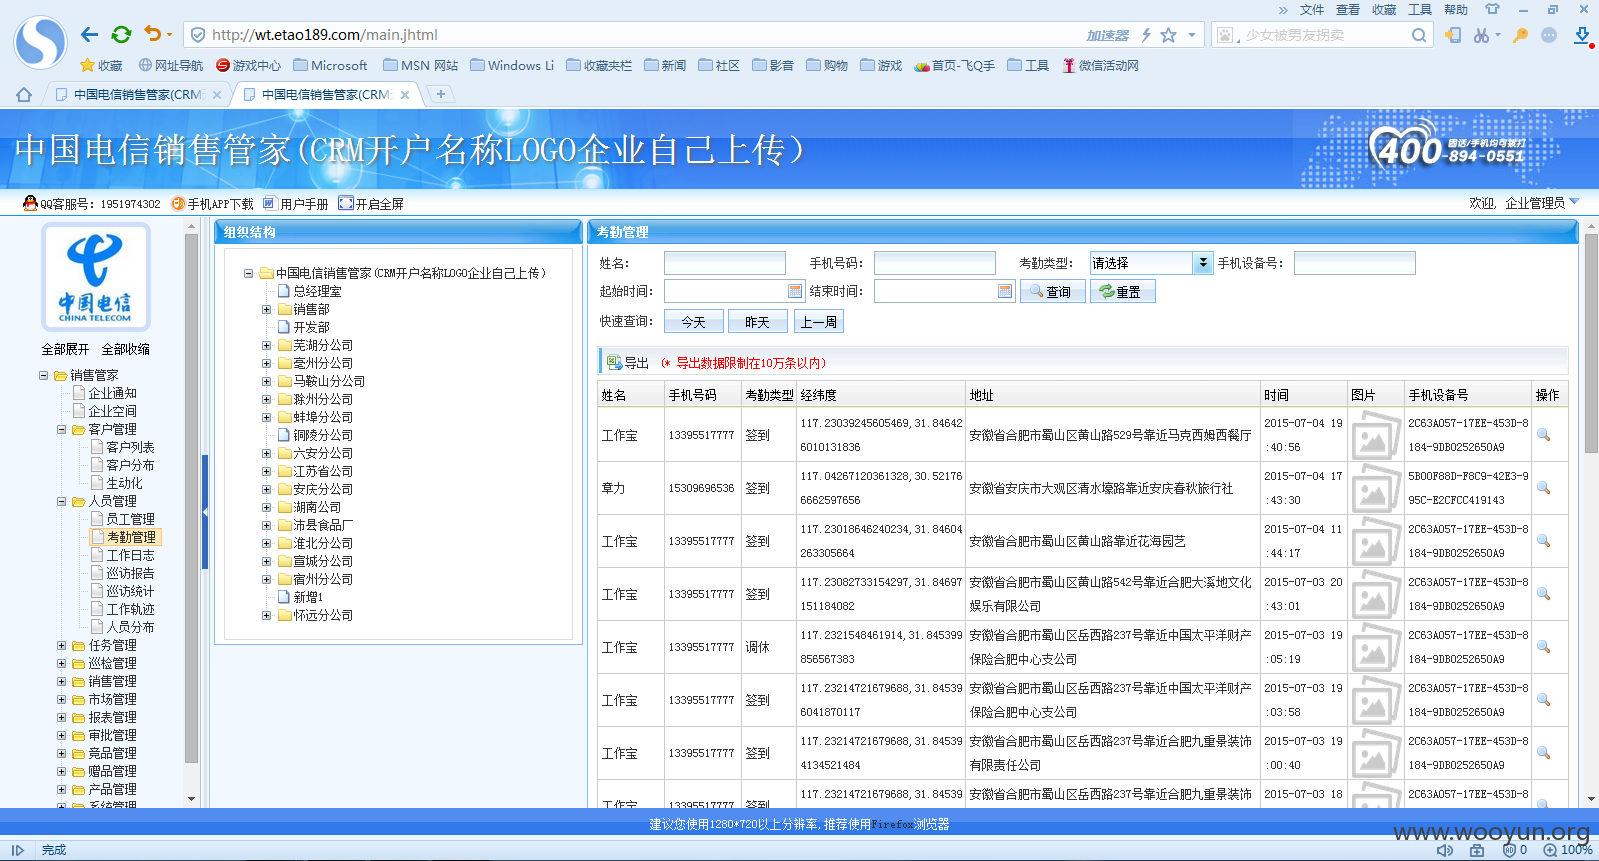 » 文件 查看 收藏 工具 帮助
http://wt.etao189.com/main.jhtml 加速器 少女被男友拐卖
收藏 网址导航 游戏中心 Microsoft MSN 网站 Windows Li 收藏夹栏 新闻 社区 影音 购物 游戏 首页-飞Q手 工具 微信活动网
中国电信销售管家(CRM 中国电信销售管家(CRM
中国电信销售管家(CRM开户名称LOGO企业自己上传)
400 固话/手机均可拨打
-894-0551
QQ客服号: 1951974302 手机APP下载 用户手册 开启全屏 欢迎, 企业管理员
中国电信
CHINA TELECOM
全部展开 全部收缩
销售管家
企业通知
企业空间
客户管理
客户列表
客户分布
生动化
人员管理
员工管理
考勤管理
工作日志
巡访报告
巡访统计
工作轨迹
人员分布
任务管理
巡检管理
销售管理
市场管理
报表管理
审批管理
竞品管理
赠品管理
产品管理
系统管理
组织结构
中国电信销售管家(CRM开户名称LOGO企业自己上传)
总经理室
销售部
开发部
芜湖分公司
亳州分公司
马鞍山分公司
滁州分公司
蚌埠分公司
铜陵分公司
六安分公司
江苏省公司
安庆分公司
湖南公司
沛县食品厂
淮北分公司
宣城分公司
宿州分公司
新增1
怀远分公司
考勤管理
姓名: 手机号码: 考勤类型: 请选择 手机设备号:
起始时间: 结束时间: 查询 重置
快速查询: 今天 昨天 上一周
导出 (* 导出数据限制在10万条以内)
姓名 手机号码 考勤类型 经纬度 地址 时间 图片 手机设备号 操作
工作宝 13395517777 签到 117.23039245605469,31.846426010131836 安徽省合肥市蜀山区黄山路529号靠近马克西姆西餐厅 2015-07-04 19:40:56 2C63A057-17EE-453D-8184-9DB0252650A9
章力 15309696536 签到 117.04267120361328,30.521766662597656 安徽省安庆市大观区清水壕路靠近安庆春秋旅行社 2015-07-04 17:43:30 5B00F88D-F8C9-42E3-995C-E2CFCC419143
工作宝 13395517777 签到 117.23018646240234,31.84604263305664 安徽省合肥市蜀山区黄山路靠近花海园艺 2015-07-04 11:44:17 2C63A057-17EE-453D-8184-9DB0252650A9
工作宝 13395517777 签到 117.23082733154297,31.84697151184082 安徽省合肥市蜀山区黄山路542号靠近合肥大溪地文化娱乐有限公司 2015-07-03 20:43:01 2C63A057-17EE-453D-8184-9DB0252650A9
工作宝 13395517777 调休 117.2321548461914,31.845399856567383 安徽省合肥市蜀山区岳西路237号靠近中国太平洋财产保险合肥中心支公司 2015-07-03 19:05:19 2C63A057-17EE-453D-8184-9DB0252650A9
工作宝 13395517777 签到 117.23214721679688,31.845396041870117 安徽省合肥市蜀山区岳西路237号靠近中国太平洋财产保险合肥中心支公司 2015-07-03 19:03:58 2C63A057-17EE-453D-8184-9DB0252650A9
工作宝 13395517777 签到 117.23214721679688,31.845394134521484 安徽省合肥市蜀山区岳西路237号靠近合肥九重景装饰有限责任公司 2015-07-03 19:00:40 2C63A057-17EE-453D-8184-9DB0252650A9
工作宝 13395517777 签到 117.23214721679688,31.84539 安徽省合肥市蜀山区岳西路237号靠近合肥九重景装饰 2015-07-03 18 2C63A057-17EE-453D-8
建议您使用1280*720以上分辨率,推荐使用Firefox浏览器
www.wooyun.org
完成 0 100%